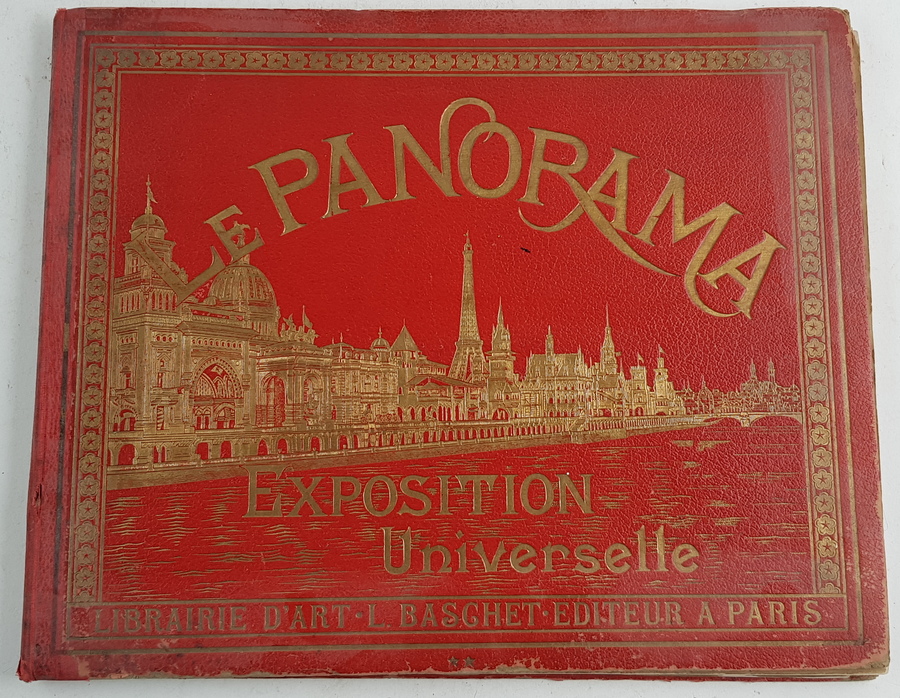 LE PANORAMA
EXPOSITION
Universelle
LIBRAIRIE D'ART · L. BASCHET · EDITEUR A PARIS